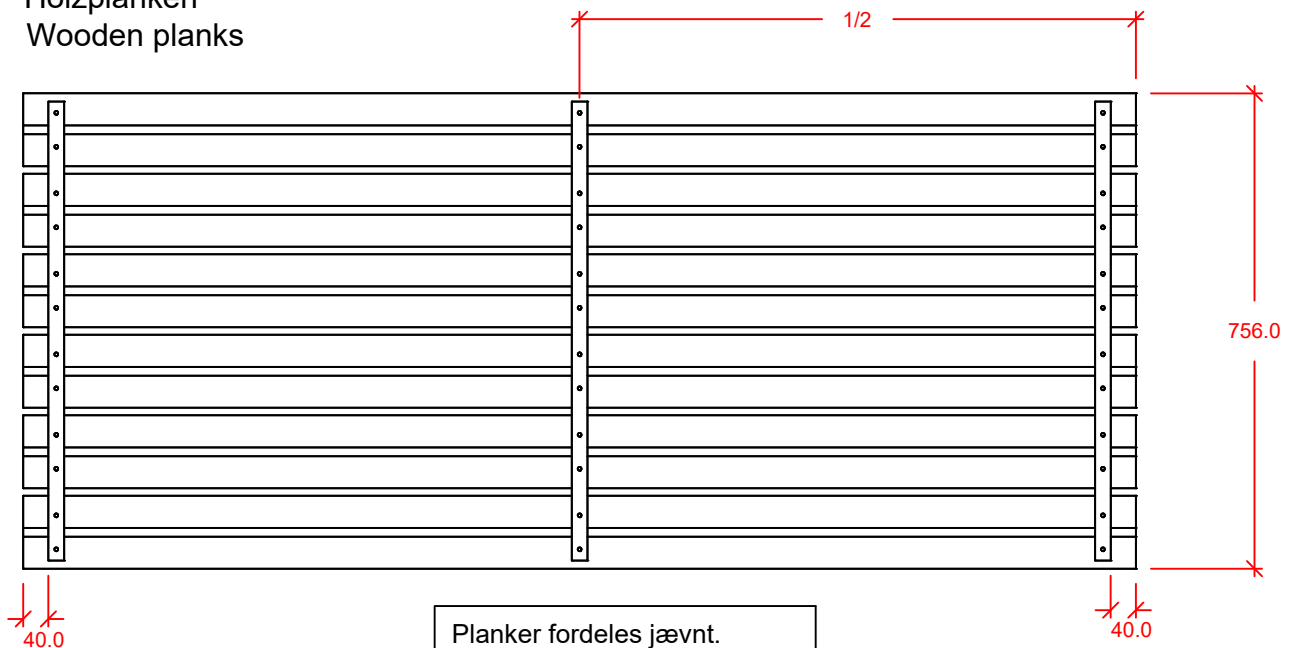 Holzplanken
Wooden planks
1/2
756.0
40.0
40.0
Planker fordeles jævnt.